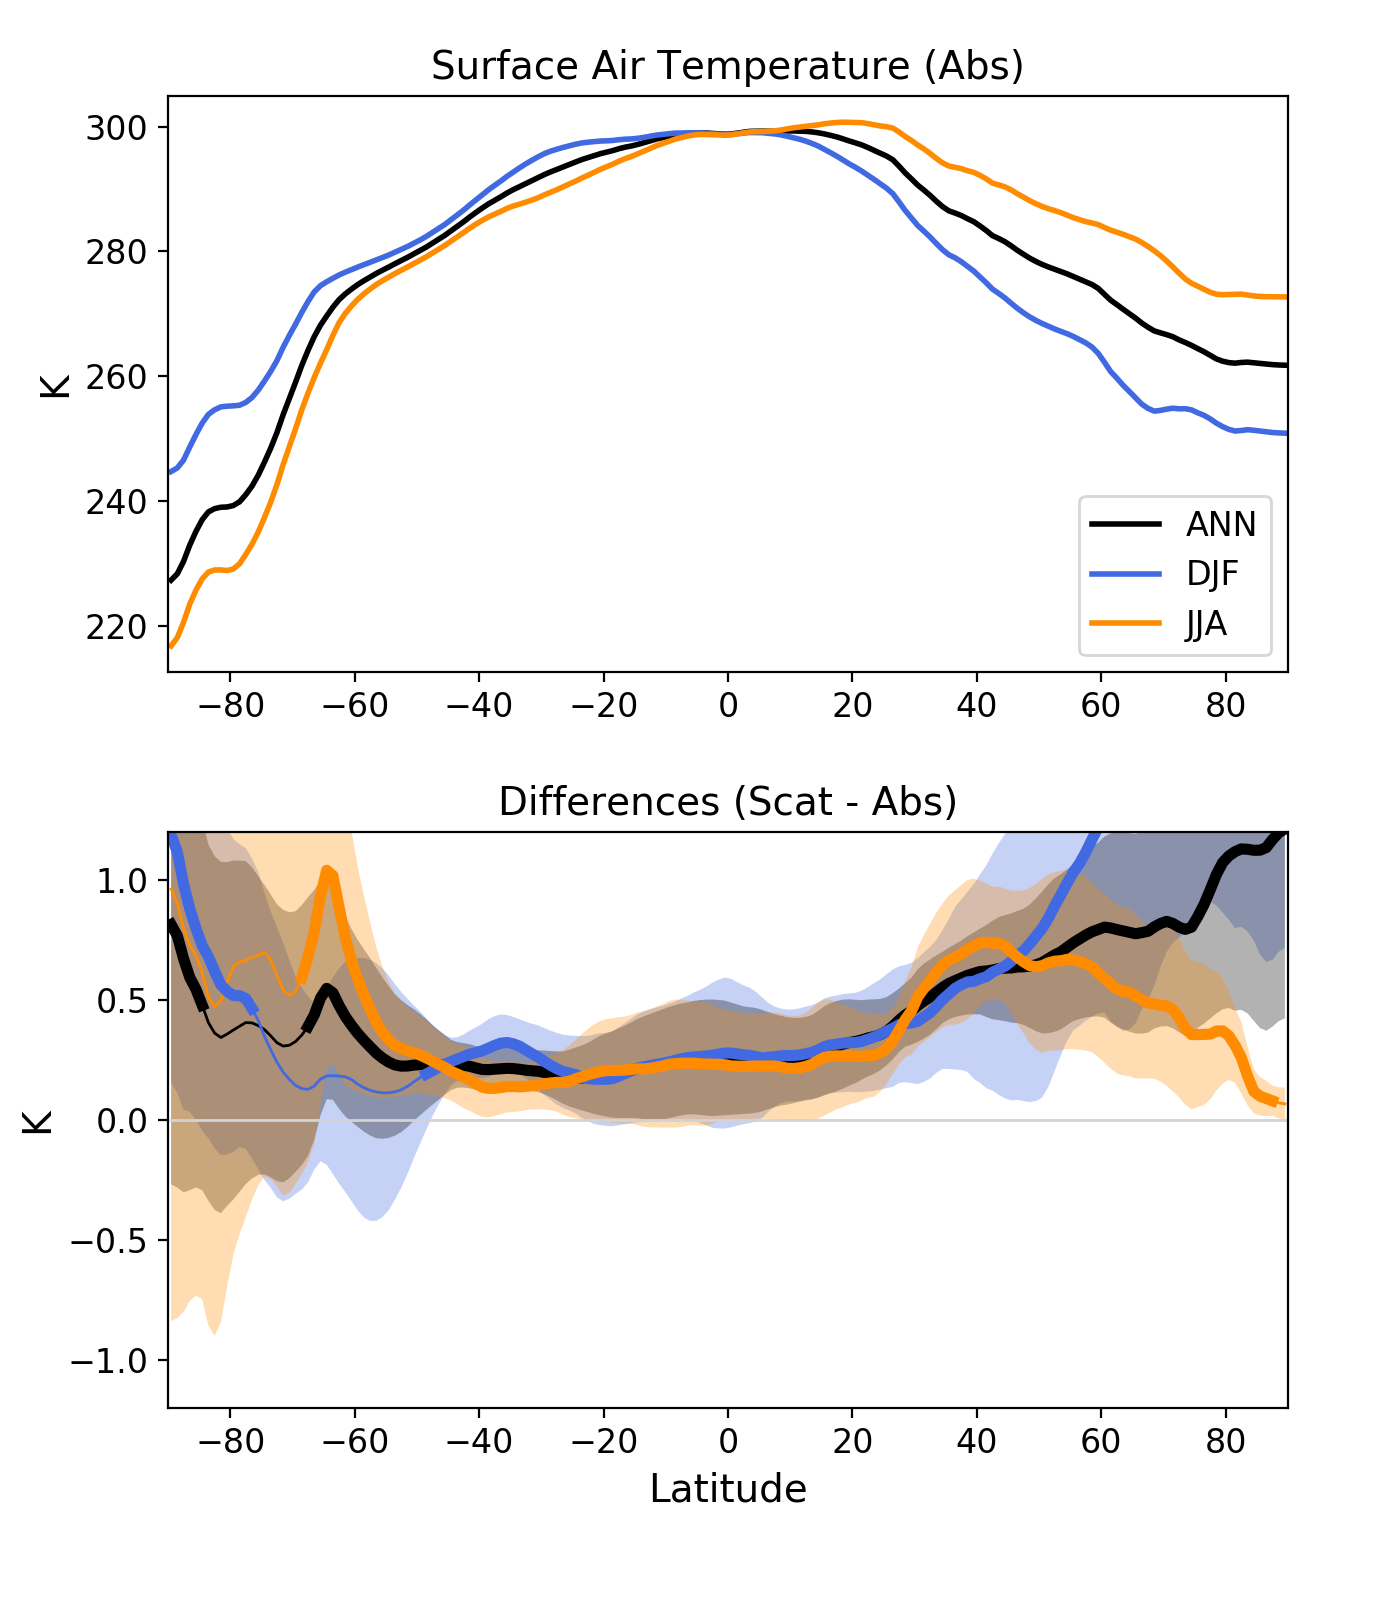 Surface Air Temperature (Abs)
300
280
260
240
220
K
ANN
DJF
JJA
−80 −60 −40 −20 0 20 40 60 80
Differences (Scat - Abs)
1.0
0.5
0.0
−0.5
−1.0
K
−80 −60 −40 −20 0 20 40 60 80
Latitude